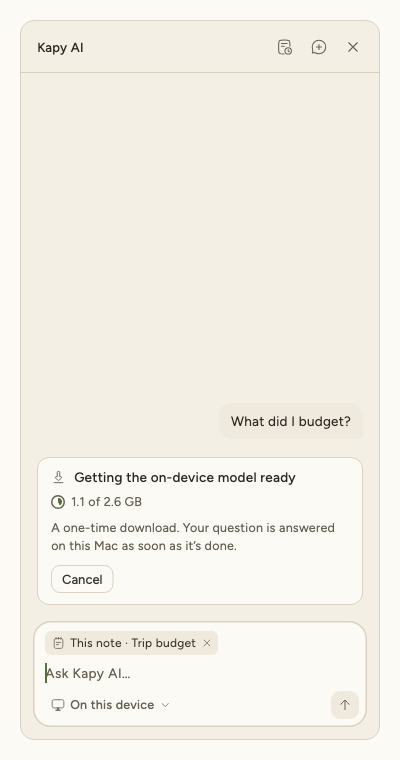 Kapy AI
What did I budget?
Getting the on-device model ready
1.1 of 2.6 GB
A one-time download. Your question is answered
on this Mac as soon as it's done.
Cancel
This note · Trip budget
Ask Kapy AI...
On this device